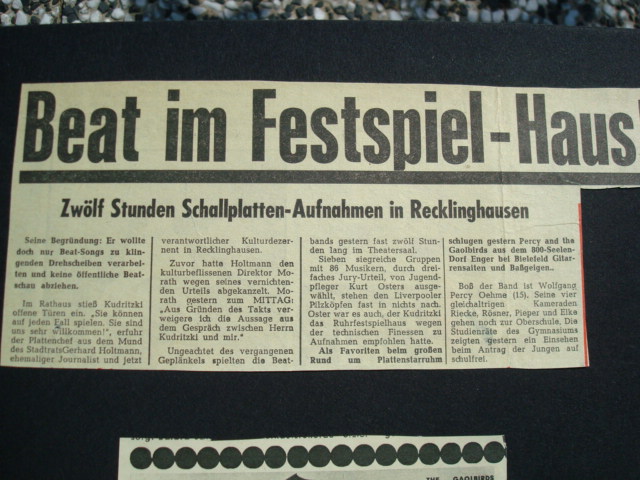 Beat im Festspiel-Haus
Zwölf Stunden Schallplatten-Aufnahmen in Recklinghausen
Seine Begründung: Er wollte
doch nur Beat-Songs zu klin-
genden Drehscheiben verarbei-
ten und keine öffentliche Beat-
schau abziehen.
Im Rathaus stieß Kudritzki
offene Türen ein. „Sie können
auf jeden Fall spielen. Sie sind
uns sehr willkommen!", erfuhr
der Plattenchef aus dem Mund
des Stadtrats Gerhard Holtmann,
ehemaliger Journalist und jetzt
verantwortlicher Kulturdezer-
nent in Recklinghausen.
Zuvor hatte Holtmann den
kulturbeflissenen Direktor Mo-
rath wegen seines vernichten-
den Urteils abgekanzelt. Mo-
rath gestern zum MITTAG:
„Aus Gründen des Takts ver-
weigere ich die Aussage aus
dem Gespräch zwischen Herrn
Kudritzki und mir."
Ungeachtet des vergangenen
Geplänkels spielten die Beat-
bands gestern fast zwölf Stun-
den lang im Theatersaal.
Sieben siegreiche Gruppen
mit 86 Musikern, durch drei-
faches Jury-Urteil, von Jugend-
pfleger Kurt Osters ausge-
wählt, stehen den Liverpooler
Pilzköpfen fast in nichts nach.
Oster war es auch, der Kudritzki
das Ruhrfestspielhaus wegen
der technischen Finessen zu
Aufnahmen empfohlen hatte.
Als Favoriten beim großen
Rund um Plattenstarruhm
schlugen gestern Percy and the
Gaolbirds aus dem 800-Seelen-
Dorf Enger bei Bielefeld Gitar-
rensaiten und Baßgeigen..
Boß der Band ist Wolfgang
Percy Oehme (15). Seine vier
gleichaltrigen Kameraden
Riecke, Rösner, Pieper und Elke
gehen noch zur Oberschule. Die
Studienräte des Gymnasiums
zeigten gestern ein Einsehen
beim Antrag der Jungen auf
schulfrei.
THE GAOLBIRDS